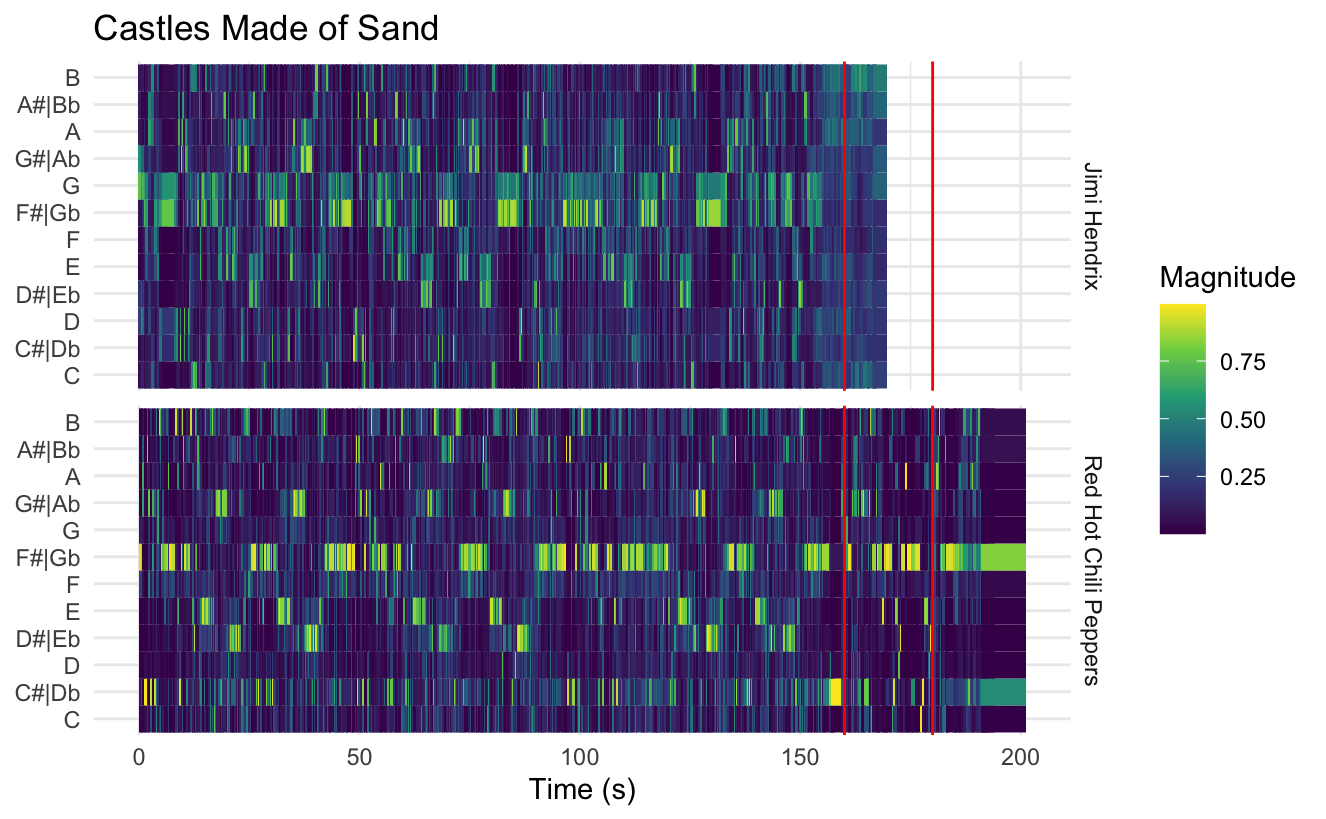 Castles Made of Sand
B
A#|Bb
A
G#|Ab
G
F#|Gb
F
E
D#|Eb
D
C#|Db
C
Jimi Hendrix
B
A#|Bb
A
G#|Ab
G
F#|Gb
F
E
D#|Eb
D
C#|Db
C
Red Hot Chili Peppers
0 50 100 150 200
Time (s)
Magnitude
0.75
0.50
0.25